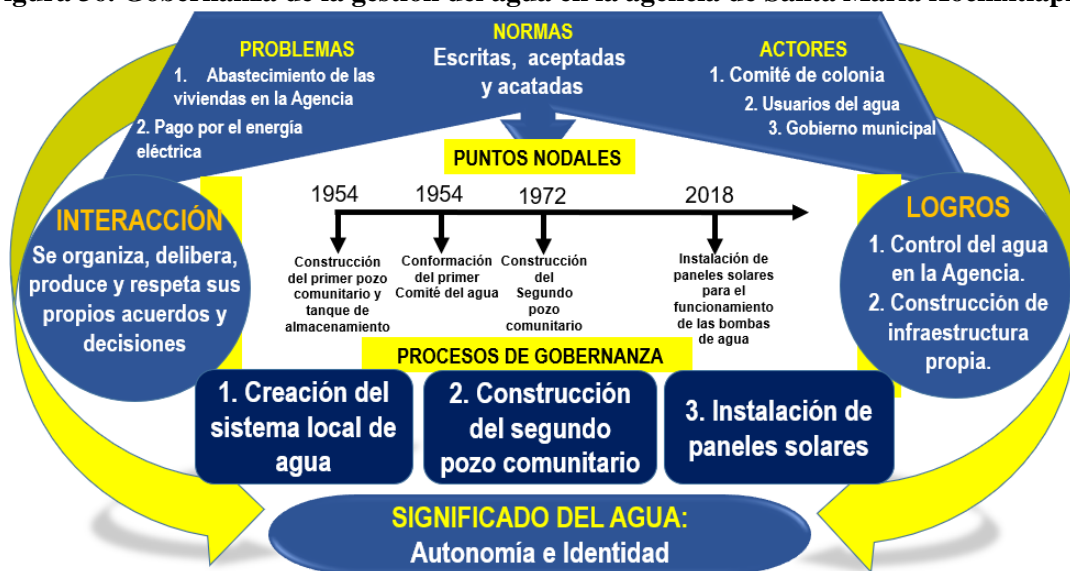 PROBLEMAS
1. Abastecimiento de las
viviendas en la Agencia
2. Pago por el energía
eléctrica
NORMAS
Escritas, aceptadas
y acatadas
ACTORES
1. Comité de colonia
2. Usuarios del agua
3. Gobierno municipal
PUNTOS NODALES
INTERACCIÓN
Se organiza, delibera,
produce y respeta sus
propios acuerdos y
decisiones
1954
Construcción
del primer pozo
comunitario y
tanque de
almacenamiento
1954
Conformación
del primer
Comité del agua
1972
Construcción
del
Segundo
pozo
comunitario
2018
Instalación de
paneles solares
para el
funcionamiento
de las bombas
de agua
LOGROS
1. Control del agua
en la Agencia.
2. Construcción de
infraestructura
propia.
PROCESOS DE GOBERNANZA
1. Creación del
sistema local de
agua
2. Construcción
del segundo
pozo comunitario
3. Instalación de
paneles solares
SIGNIFICADO DEL AGUA:
Autonomía e Identidad